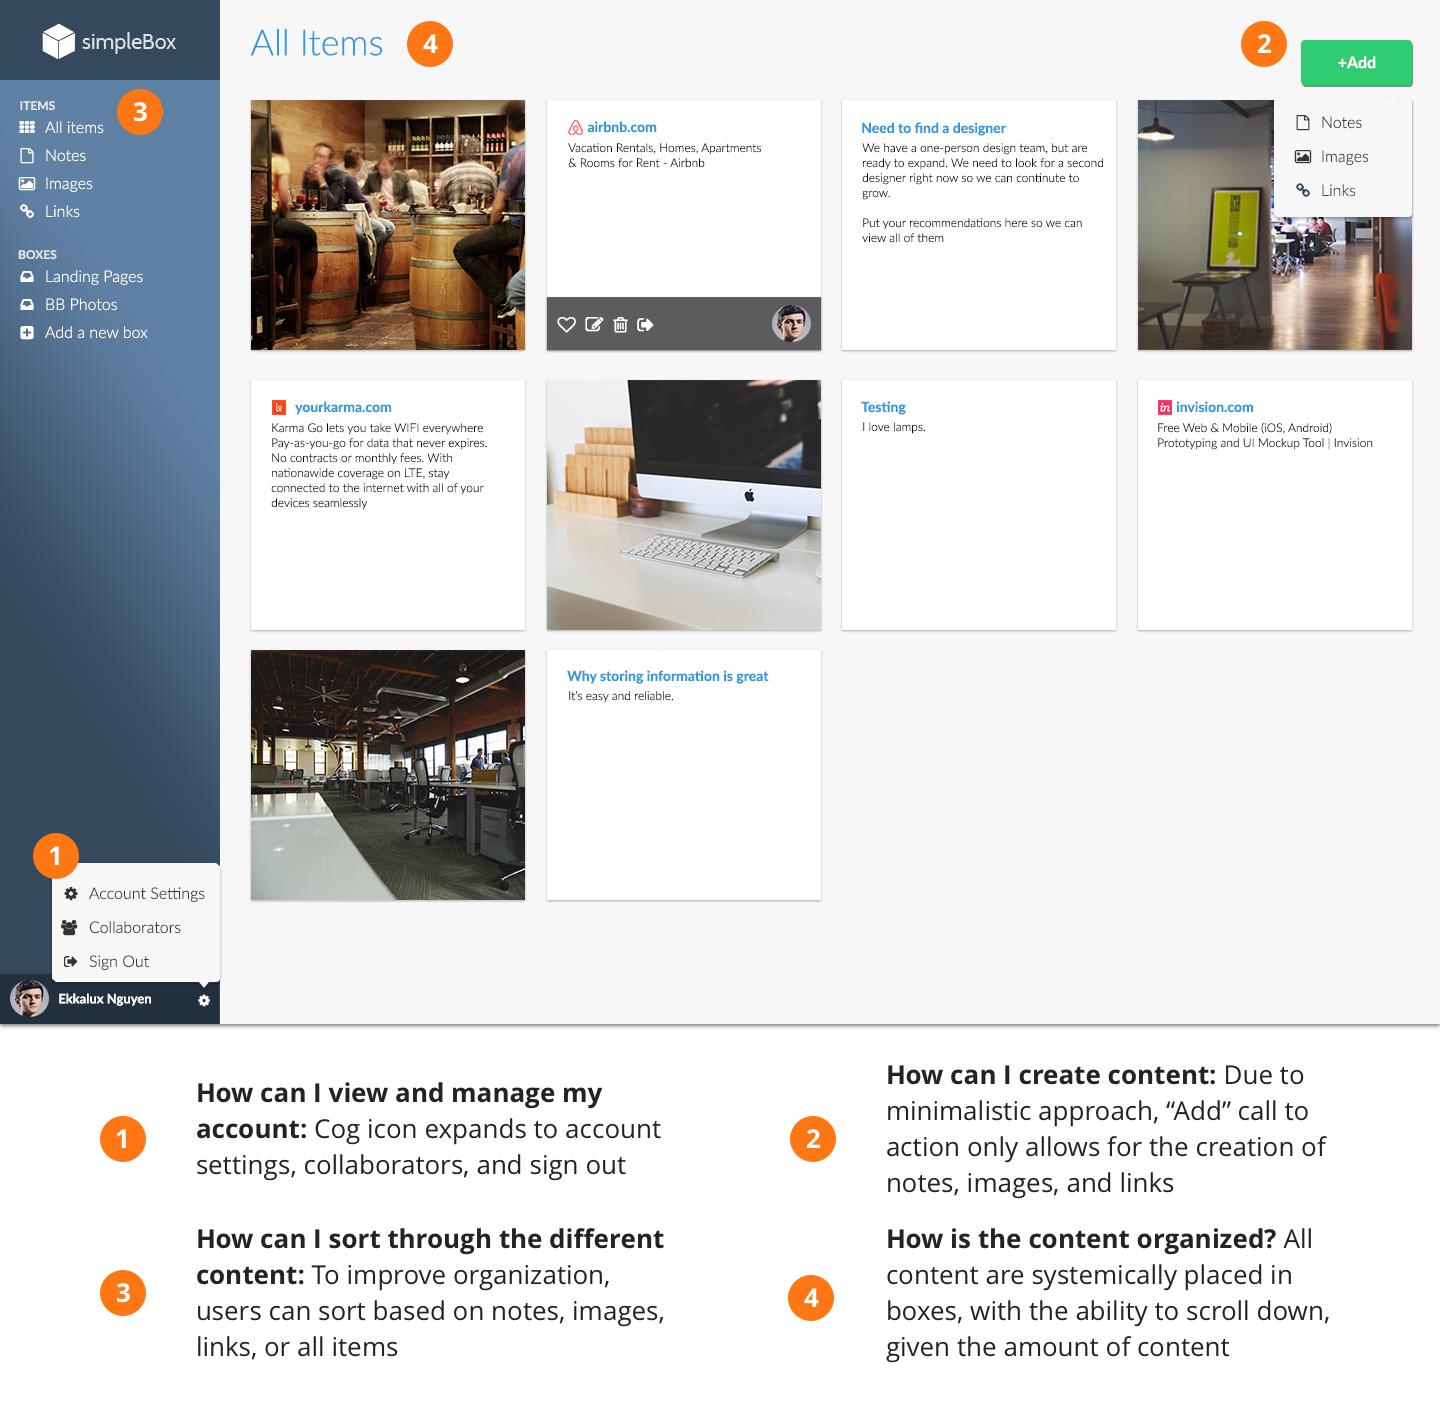 simpleBox
All Items
4
2
+Add
ITEMS
3
All items
Notes
Images
Links
BOXES
Landing Pages
BB Photos
Add a new box
airbnb.com
Vacation Rentals, Homes, Apartments
& Rooms for Rent - Airbnb
Need to find a designer
We have a one-person design team, but are
ready to expand. We need to look for a second
designer right now so we can continute to
grow.
Put your recommendations here so we can
view all of them
Notes
Images
Links
yourkarma.com
Karma Go lets you take WIFI everywhere
Pay-as-you-go for data that never expires.
No contracts or monthly fees. With
nationwide coverage on LTE, stay
connected to the internet with all of your
devices seamlessly
Testing
I love lamps.
in invision.com
Free Web & Mobile (iOS, Android)
Prototyping and UI Mockup Tool | Invision
Why storing information is great
It's easy and reliable.
1
Account Settings
Collaborators
Sign Out
Ekkalux Nguyen
1
How can I view and manage my
account: Cog icon expands to account
settings, collaborators, and sign out
2
How can I create content: Due to
minimalistic approach, “Add” call to
action only allows for the creation of
notes, images, and links
3
How can I sort through the different
content: To improve organization,
users can sort based on notes, images,
links, or all items
4
How is the content organized? All
content are systemically placed in
boxes, with the ability to scroll down,
given the amount of content